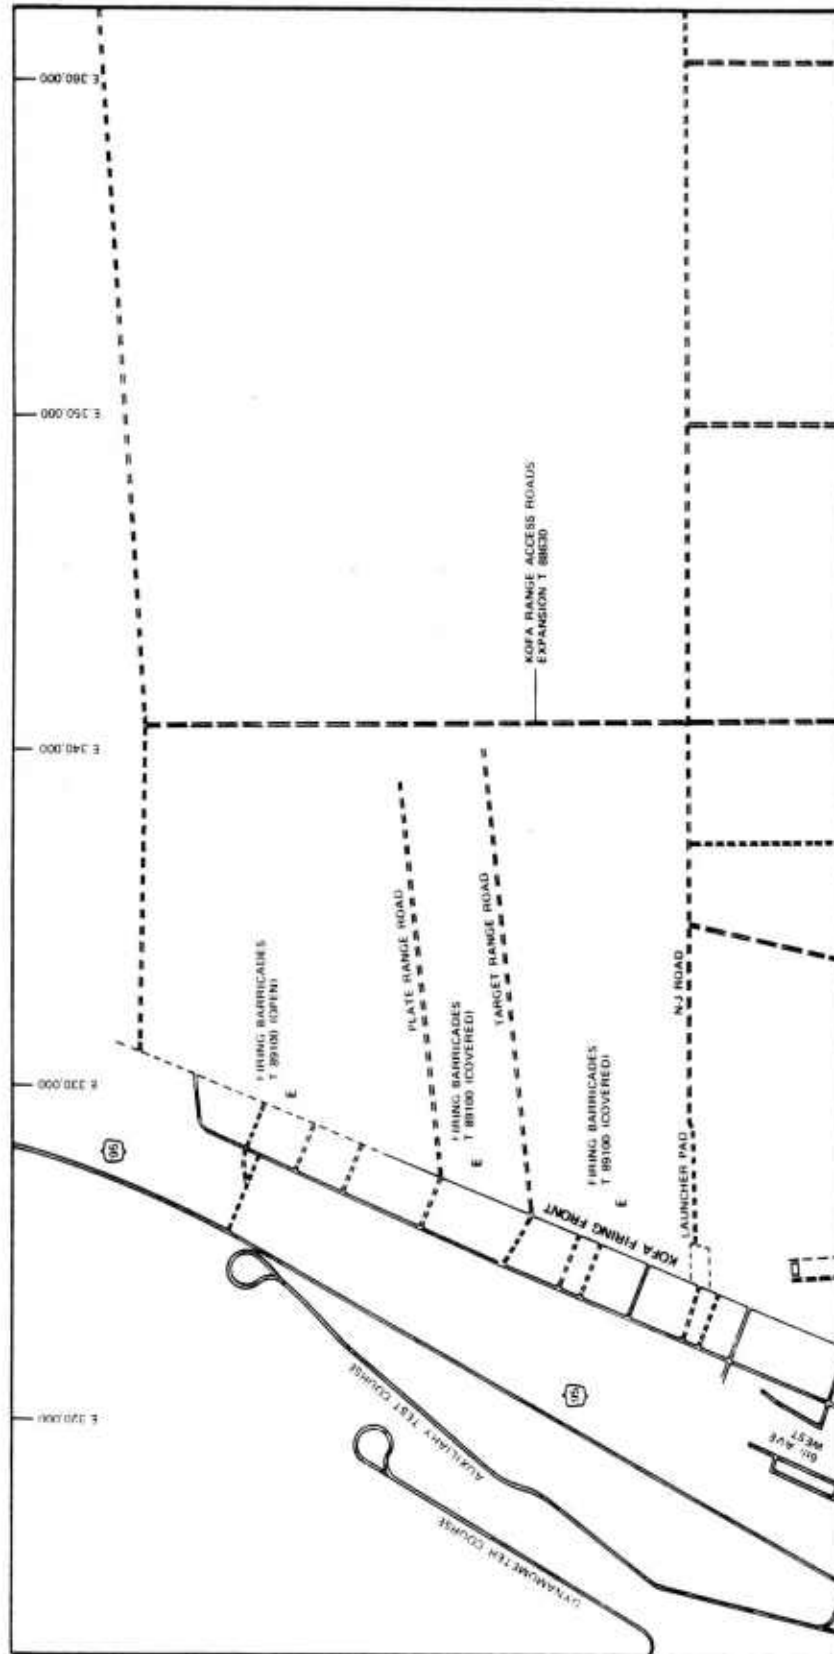 E 360,000
E 350,000
KOFA RANGE ACCESS ROADS
EXPANSION T 88630
E 340,000
PLATE RANGE ROAD
TARGET RANGE ROAD
FIRING BARRICADES
T 89100 (OPEN)
E
FIRING BARRICADES
T 89100 (COVERED)
E
N-J ROAD
FIRING BARRICADES
T 89100 (COVERED)
E
E 330,000
95
LAUNCHER PAD
KOFA FIRING FRONT
95
E 320,000
AUXILIARY TEST COURSE
6th AVE
WEST
DYNAMOMETER COURSE